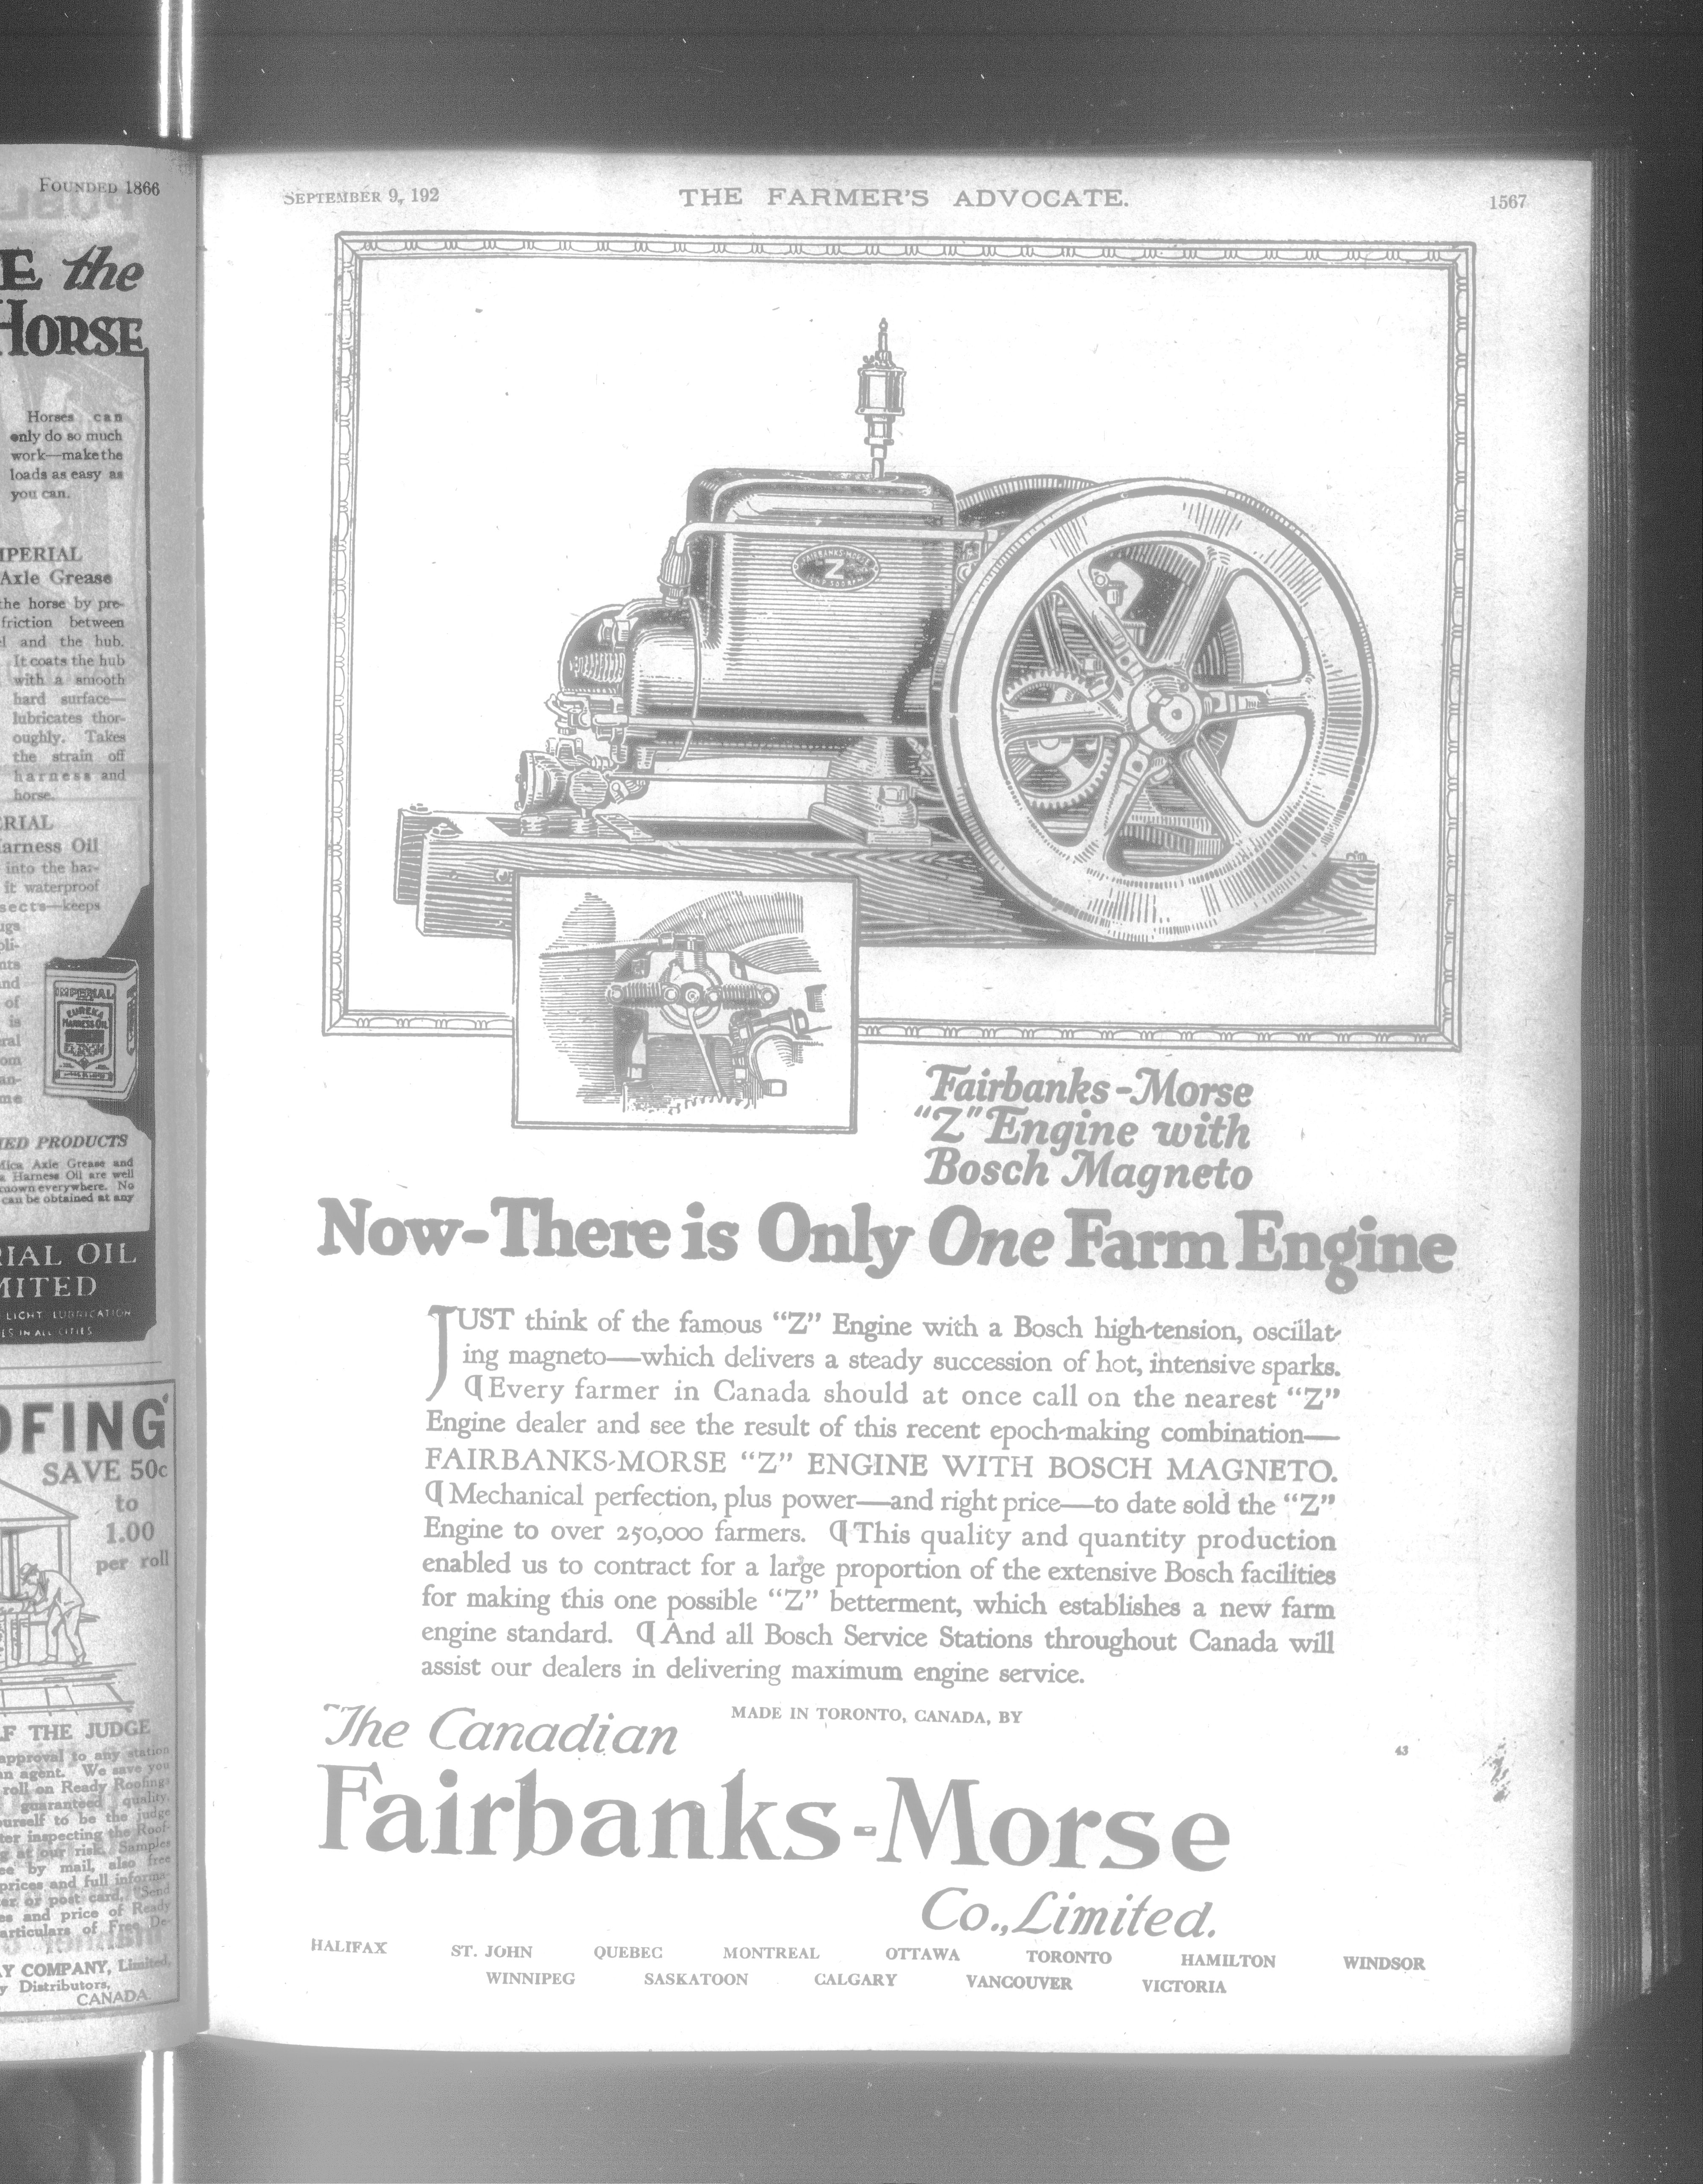 FOUNDED 1866
E the
HORSE
Horses can
only do so much
work—make the
loads as easy as
you can.
IMPERIAL
Axle Grease
the horse by pre-
friction between
and the hub.
It coats the hub
with a smooth
hard surface—
lubricates thor-
oughly. Takes
the strain off
harness and
horse.
ERIAL
Harness Oil
into the har-
it waterproof
sects—keeps
of
is
IMPERIAL
EUREKA
HARNESS OIL
ED PRODUCTS
Mica Axle Grease and
Harness Oil are well
known everywhere. No
can be obtained at any
RIAL OIL
MITED
LIGHT LUBRICATION
IN ALL CITIES
OFING
SAVE 50c
to
1.00
per roll
F THE JUDGE
approval to any station
an agent. We save you
roll on Ready Roofing
guaranteed quality.
ourself to be the judge
inspecting the Roof-
at our risk. Samples
by mail, also free
prices and full informa-
or post card, "Send
and price of Ready
articulars of Free De-
Y COMPANY, Limited,
Distributors,
CANADA
SEPTEMBER 9, 192
THE FARMER'S ADVOCATE.
1567
FAIRBANKS-MORSE
Z
Fairbanks-Morse
"Z" Engine with
Bosch Magneto
Now-There is Only One Farm Engine
JUST think of the famous "Z" Engine with a Bosch high-tension, oscillat-
ing magneto—which delivers a steady succession of hot, intensive sparks.
¶ Every farmer in Canada should at once call on the nearest "Z"
Engine dealer and see the result of this recent epoch-making combination—
FAIRBANKS-MORSE "Z" ENGINE WITH BOSCH MAGNETO.
¶ Mechanical perfection, plus power—and right price—to date sold the "Z"
Engine to over 250,000 farmers. ¶ This quality and quantity production
enabled us to contract for a large proportion of the extensive Bosch facilities
for making this one possible "Z" betterment, which establishes a new farm
engine standard. ¶ And all Bosch Service Stations throughout Canada will
assist our dealers in delivering maximum engine service.
MADE IN TORONTO, CANADA, BY
The Canadian
43
Fairbanks-Morse
Co., Limited.
HALIFAX ST. JOHN QUEBEC MONTREAL OTTAWA TORONTO HAMILTON WINDSOR
WINNIPEG SASKATOON CALGARY VANCOUVER VICTORIA